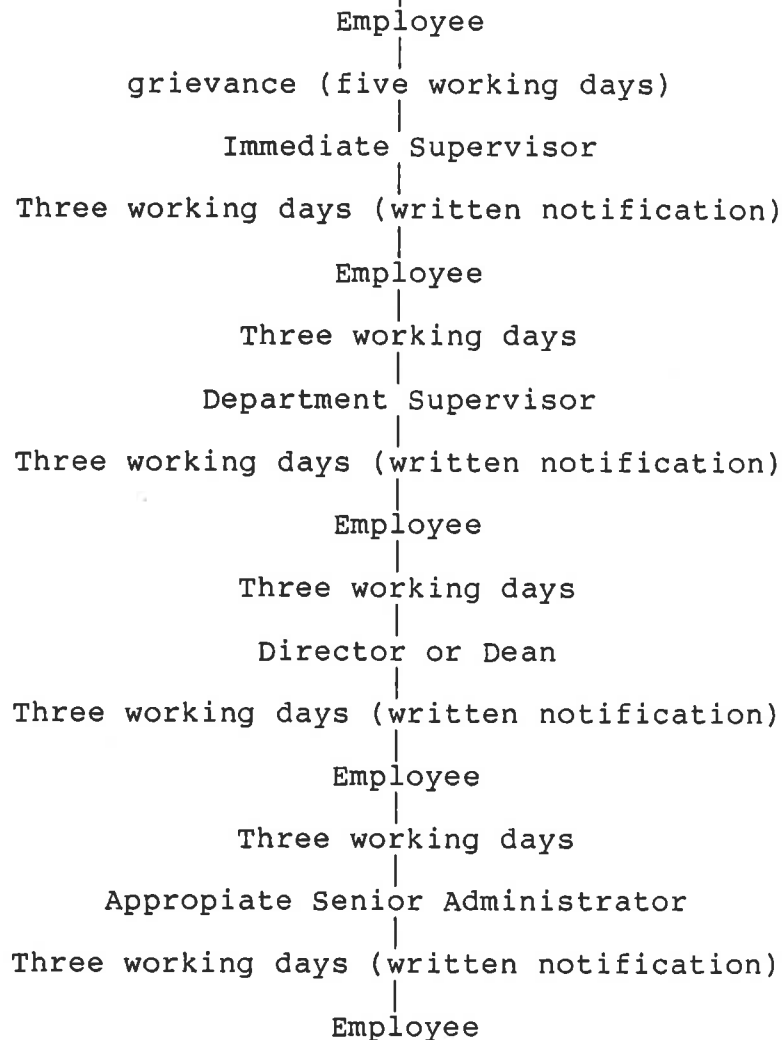 Employee
grievance (five working days)
Immediate Supervisor
Three working days (written notification)
Employee
Three working days
Department Supervisor
Three working days (written notification)
Employee
Three working days
Director or Dean
Three working days (written notification)
Employee
Three working days
Appropiate Senior Administrator
Three working days (written notification)
Employee